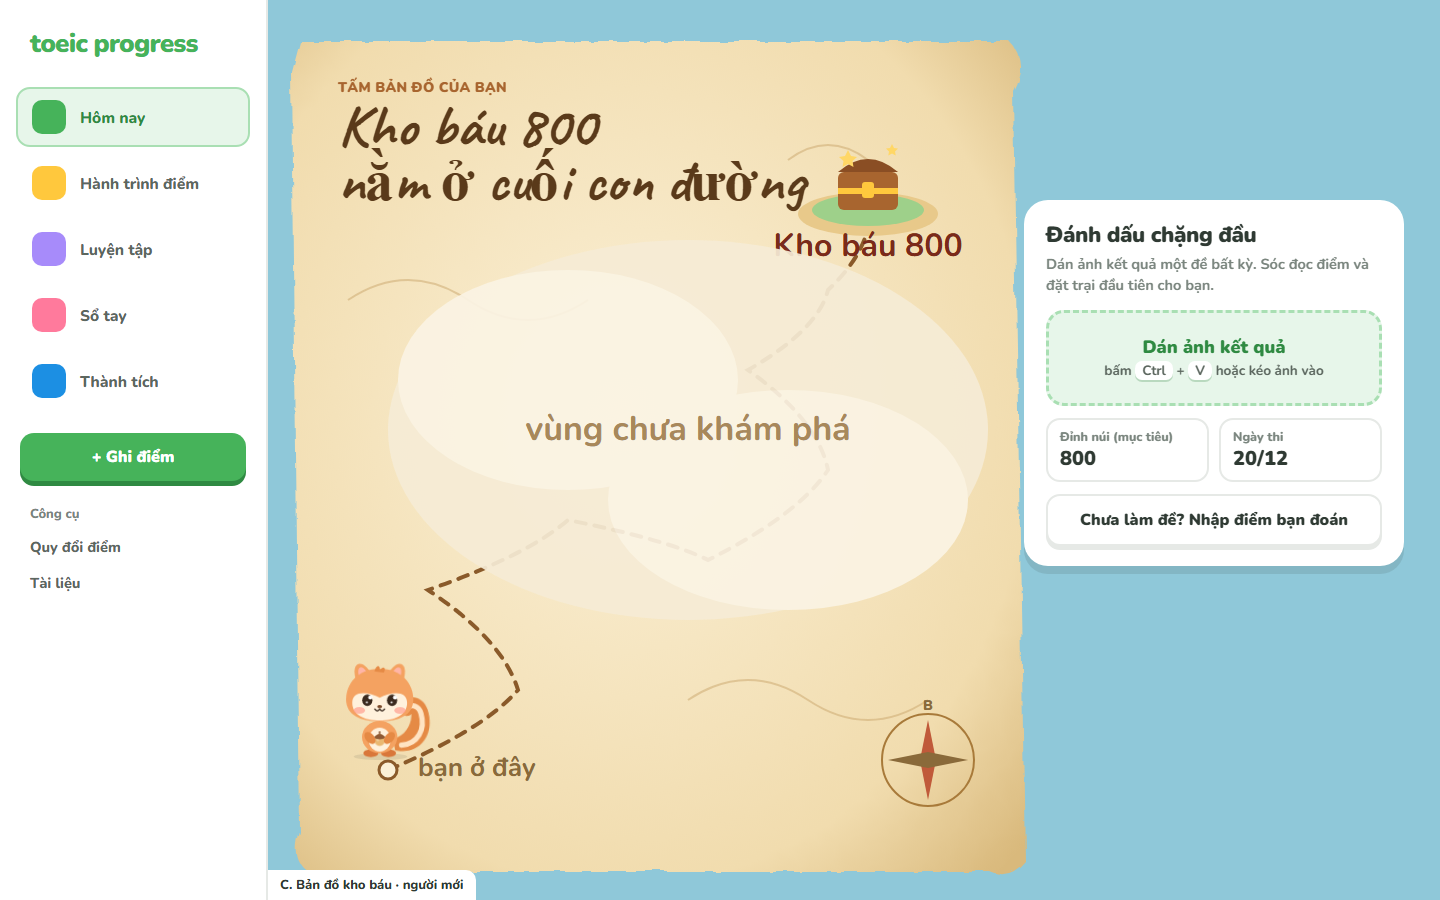 toeic progress
Hôm nay
Hành trình điểm
Luyện tập
Sổ tay
Thành tích
+ Ghi điểm
Công cụ
Quy đổi điểm
Tài liệu
TẤM BẢN ĐỒ CỦA BẠN
Kho báu 800
nằm ở cuối con đường
Kho báu 800
vùng chưa khám phá
bạn ở đây
B
C. Bản đồ kho báu · người mới
Đánh dấu chặng đầu
Dán ảnh kết quả một đề bất kỳ. Sóc đọc điểm và
đặt trại đầu tiên cho bạn.
Dán ảnh kết quả
bấm Ctrl + V hoặc kéo ảnh vào
Đỉnh núi (mục tiêu)
800
Ngày thi
20/12
Chưa làm đề? Nhập điểm bạn đoán